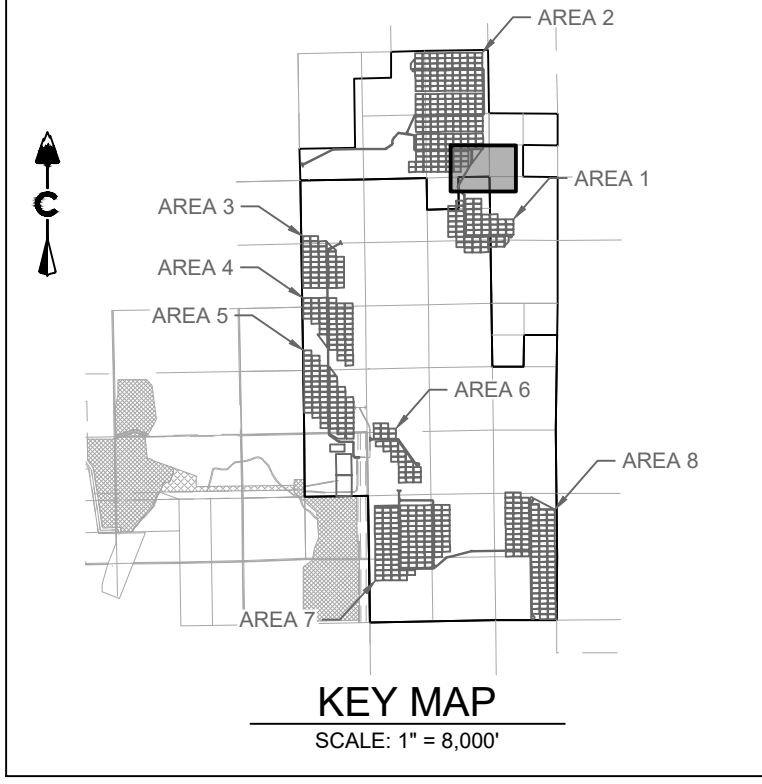 AREA 2
AREA 1
AREA 3
AREA 4
AREA 5
AREA 6
AREA 8
AREA 7
KEY MAP
SCALE: 1" = 8,000'